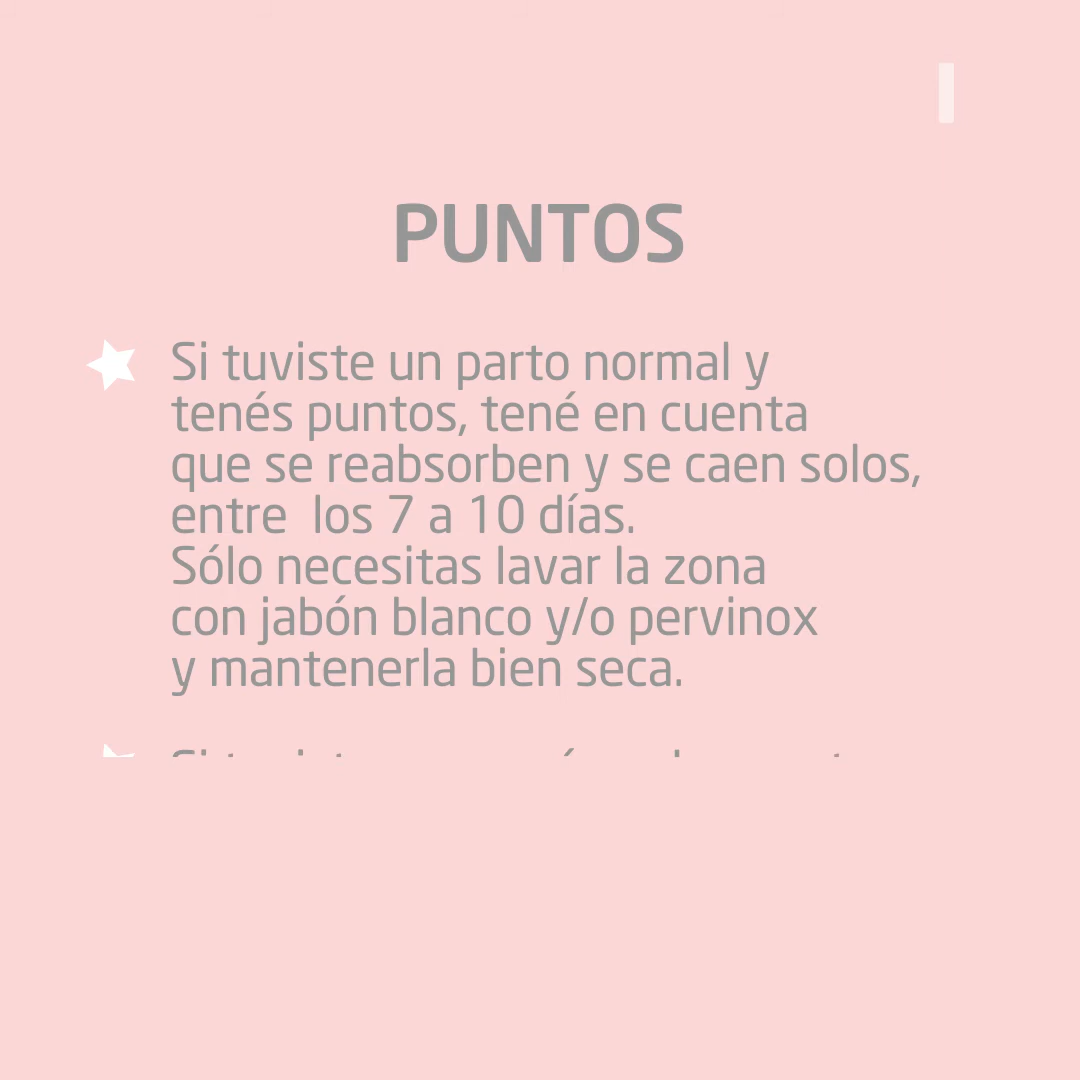 PUNTOS
Si tuviste un parto normal y
tenés puntos, tené en cuenta
que se reabsorben y se caen solos,
entre  los 7 a 10 días.
Sólo necesitas lavar la zona
con jabón blanco y/o pervinox
y mantenerla bien seca.